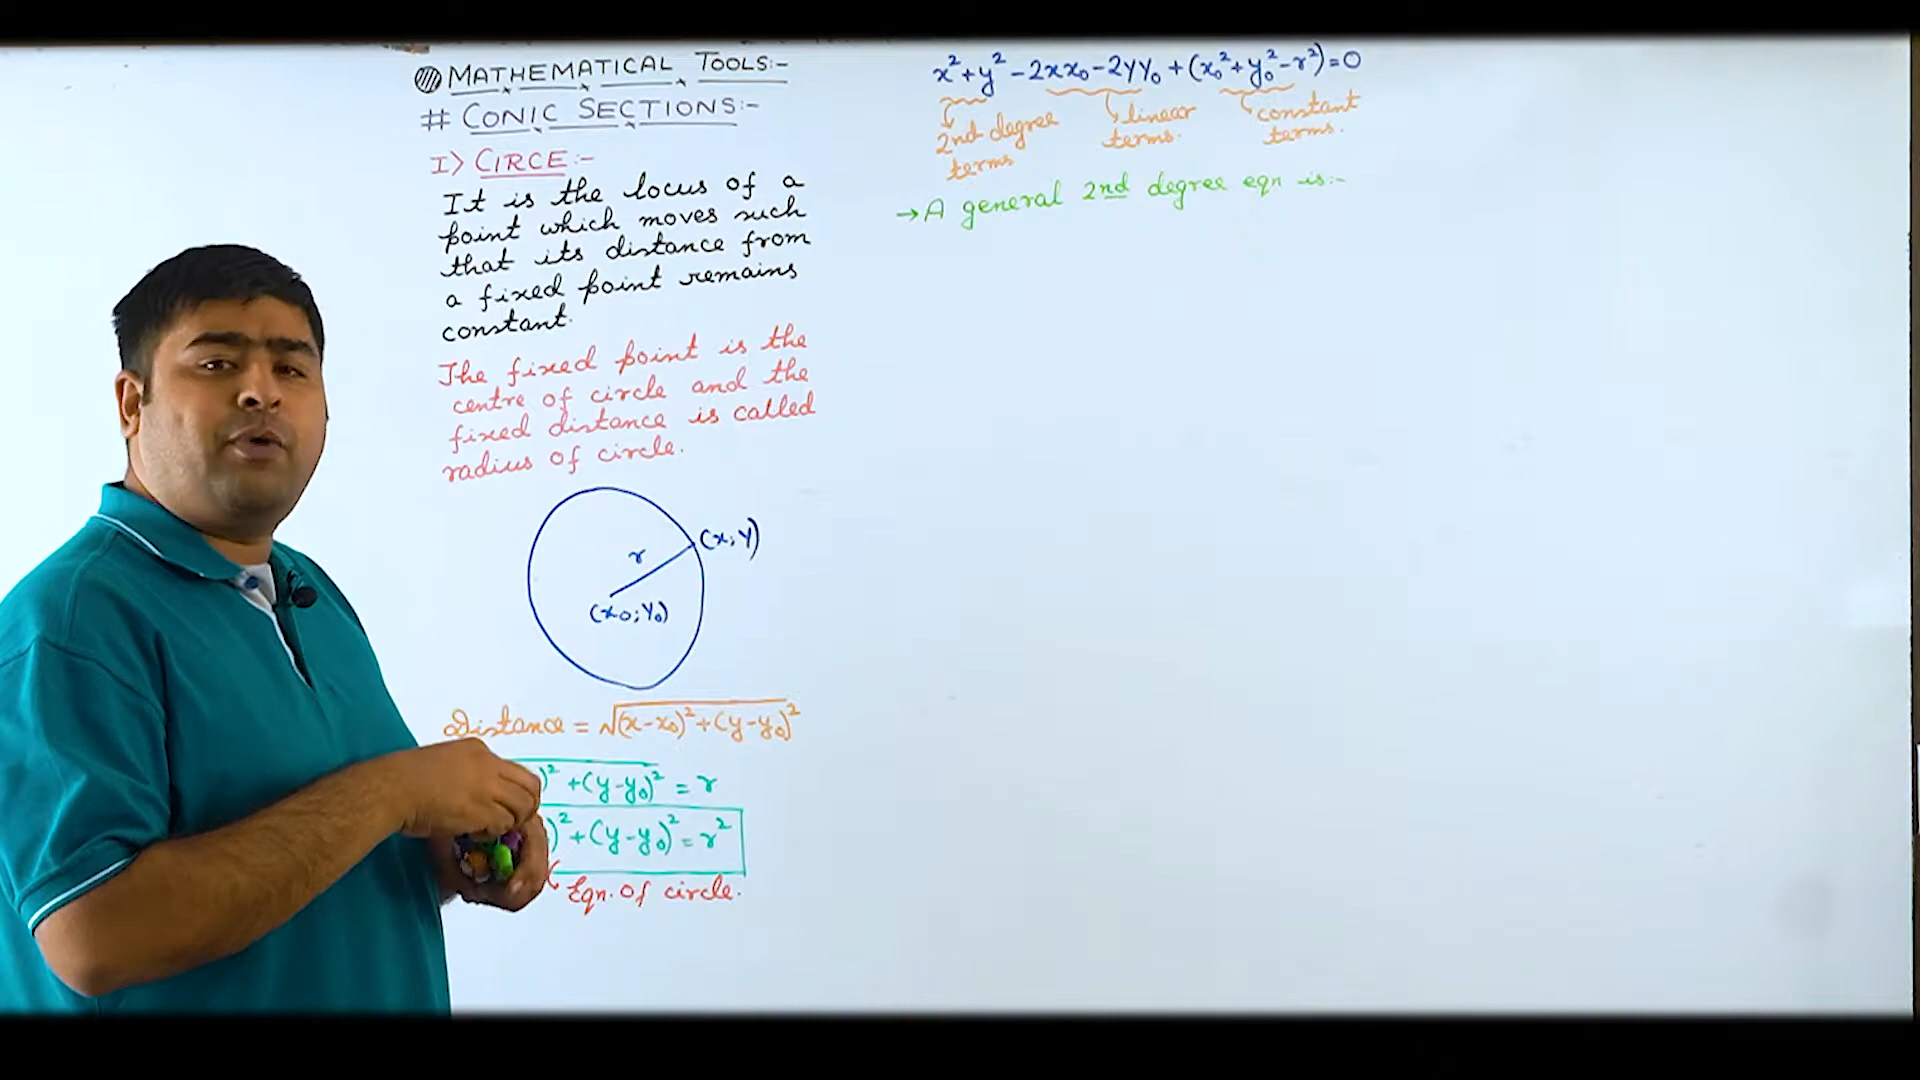 MATHEMATICAL TOOLS:-
# CONIC SECTIONS:-
I> CIRCE:-
It is the locus of a
point which moves such
that its distance from
a fixed point remains
constant.
The fixed point is the
centre of circle and the
fixed distance is called
radius of circle.
(x;y)
r
(x₀;y₀)
Distance = √(x-x₀)²+(y-y₀)²
)²+(y-y₀)² = r
)²+(y-y₀)² = r²
Eqn. of circle.
x²+y²-2xx₀-2yy₀+(x₀²+y₀²-r²)=0
2nd degree
terms
linear
terms.
constant
terms.
→A general 2nd degree eqn is:-